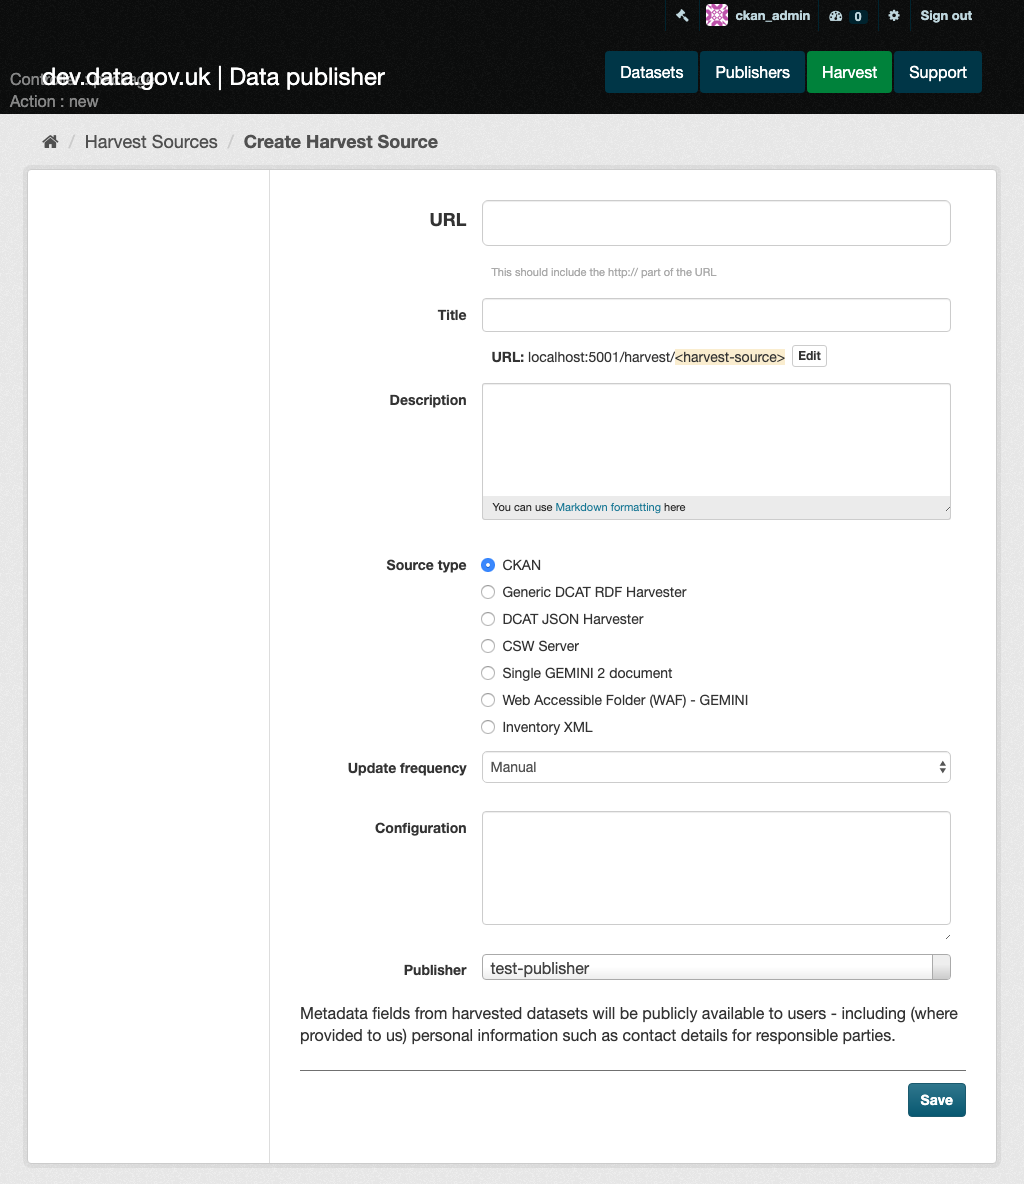 ckan_admin 0 Sign out
dev.data.gov.uk | Data publisher
Action : new
Datasets Publishers Harvest Support
/ Harvest Sources / Create Harvest Source
URL
This should include the http:// part of the URL
Title
URL: localhost:5001/harvest/<harvest-source> Edit
Description
You can use Markdown formatting here
Source type CKAN
Generic DCAT RDF Harvester
DCAT JSON Harvester
CSW Server
Single GEMINI 2 document
Web Accessible Folder (WAF) - GEMINI
Inventory XML
Update frequency Manual
Configuration
Publisher test-publisher
Metadata fields from harvested datasets will be publicly available to users - including (where
provided to us) personal information such as contact details for responsible parties.
Save